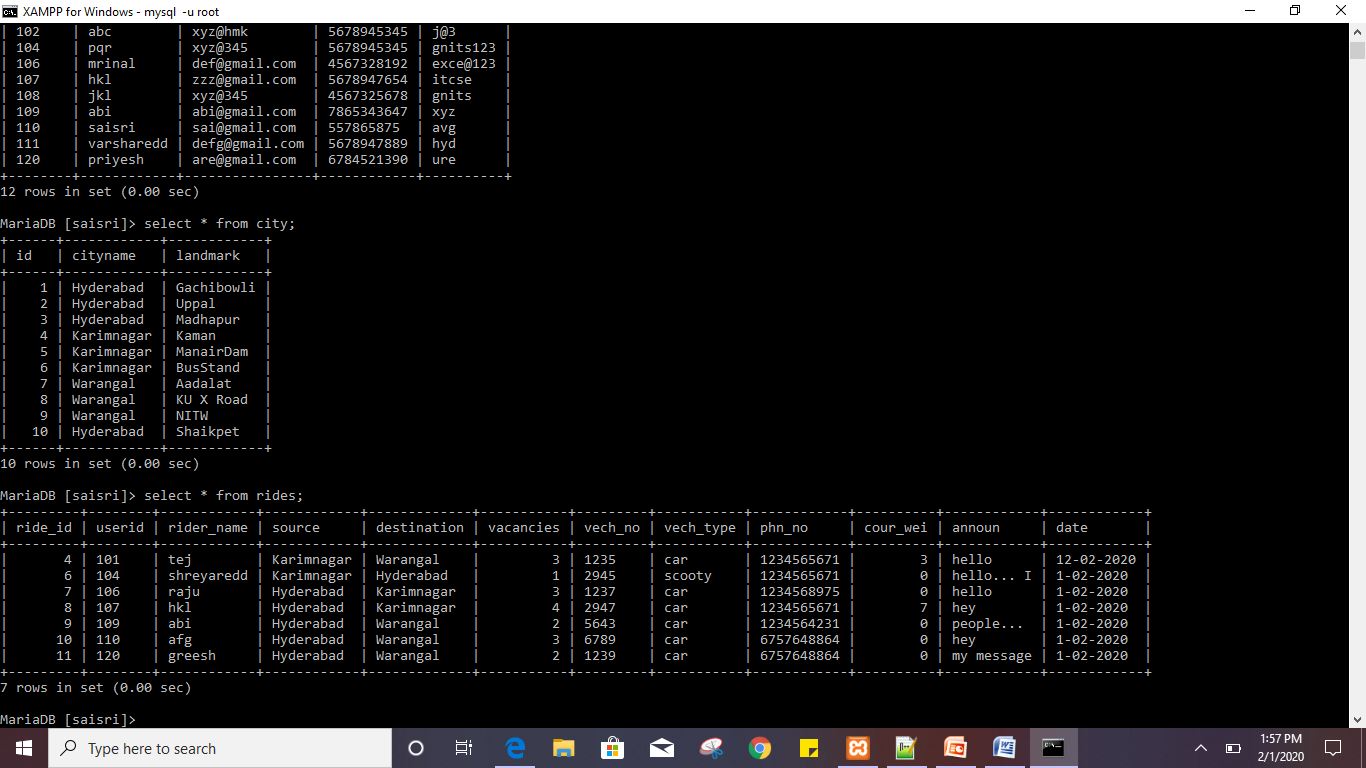 XAMPP for Windows - mysql -u root
| 102 | abc | xyz@hmk | 5678945345 | j@3 |
| 104 | pqr | xyz@345 | 5678945345 | gnits123 |
| 106 | mrinal | def@gmail.com | 4567328192 | exce@123 |
| 107 | hkl | zzz@gmail.com | 5678947654 | itcse |
| 108 | jkl | xyz@345 | 4567325678 | gnits |
| 109 | abi | abi@gmail.com | 7865343647 | xyz |
| 110 | saisri | sai@gmail.com | 557865875 | avg |
| 111 | varsharedd | defg@gmail.com | 5678947889 | hyd |
| 120 | priyesh | are@gmail.com | 6784521390 | ure |
12 rows in set (0.00 sec)
MariaDB [saisri]> select * from city;
| id | cityname | landmark |
| 1 | Hyderabad | Gachibowli |
| 2 | Hyderabad | Uppal |
| 3 | Hyderabad | Madhapur |
| 4 | Karimnagar | Kaman |
| 5 | Karimnagar | ManairDam |
| 6 | Karimnagar | BusStand |
| 7 | Warangal | Aadalat |
| 8 | Warangal | KU X Road |
| 9 | Warangal | NITW |
| 10 | Hyderabad | Shaikpet |
10 rows in set (0.00 sec)
MariaDB [saisri]> select * from rides;
| ride_id | userid | rider_name | source | destination | vacancies | vech_no | vech_type | phn_no | cour_wei | announ | date |
| 4 | 101 | tej | Karimnagar | Warangal | 3 | 1235 | car | 1234565671 | 3 | hello | 12-02-2020 |
| 6 | 104 | shreyaredd | Karimnagar | Hyderabad | 1 | 2945 | scooty | 1234565671 | 0 | hello... I | 1-02-2020 |
| 7 | 106 | raju | Hyderabad | Karimnagar | 3 | 1237 | car | 1234568975 | 0 | hello | 1-02-2020 |
| 8 | 107 | hkl | Hyderabad | Karimnagar | 4 | 2947 | car | 1234565671 | 7 | hey | 1-02-2020 |
| 9 | 109 | abi | Hyderabad | Warangal | 2 | 5643 | car | 1234564231 | 0 | people... | 1-02-2020 |
| 10 | 110 | afg | Hyderabad | Warangal | 3 | 6789 | car | 6757648864 | 0 | hey | 1-02-2020 |
| 11 | 120 | greesh | Hyderabad | Warangal | 2 | 1239 | car | 6757648864 | 0 | my message | 1-02-2020 |
7 rows in set (0.00 sec)
MariaDB [saisri]>
Type here to search
1:57 PM
2/1/2020